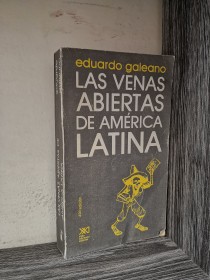 eduardo galeano
LAS VENAS
ABIERTAS
DE AMÉRICA
LATINA